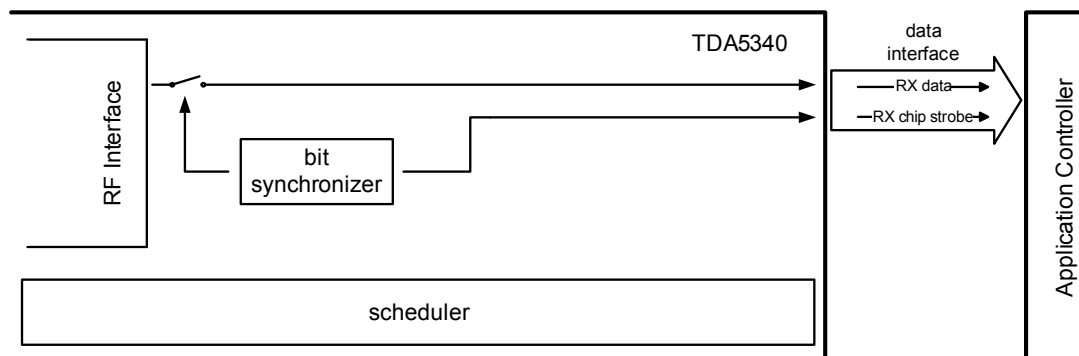 TDA5340
data
interface
RF Interface
RX data
RX chip strobe
bit
synchronizer
Application Controller
scheduler